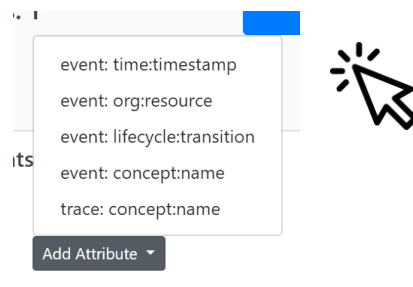 event: time:timestamp
event: org:resource
event: lifecycle:transition
event: concept:name
trace: concept:name
Add Attribute